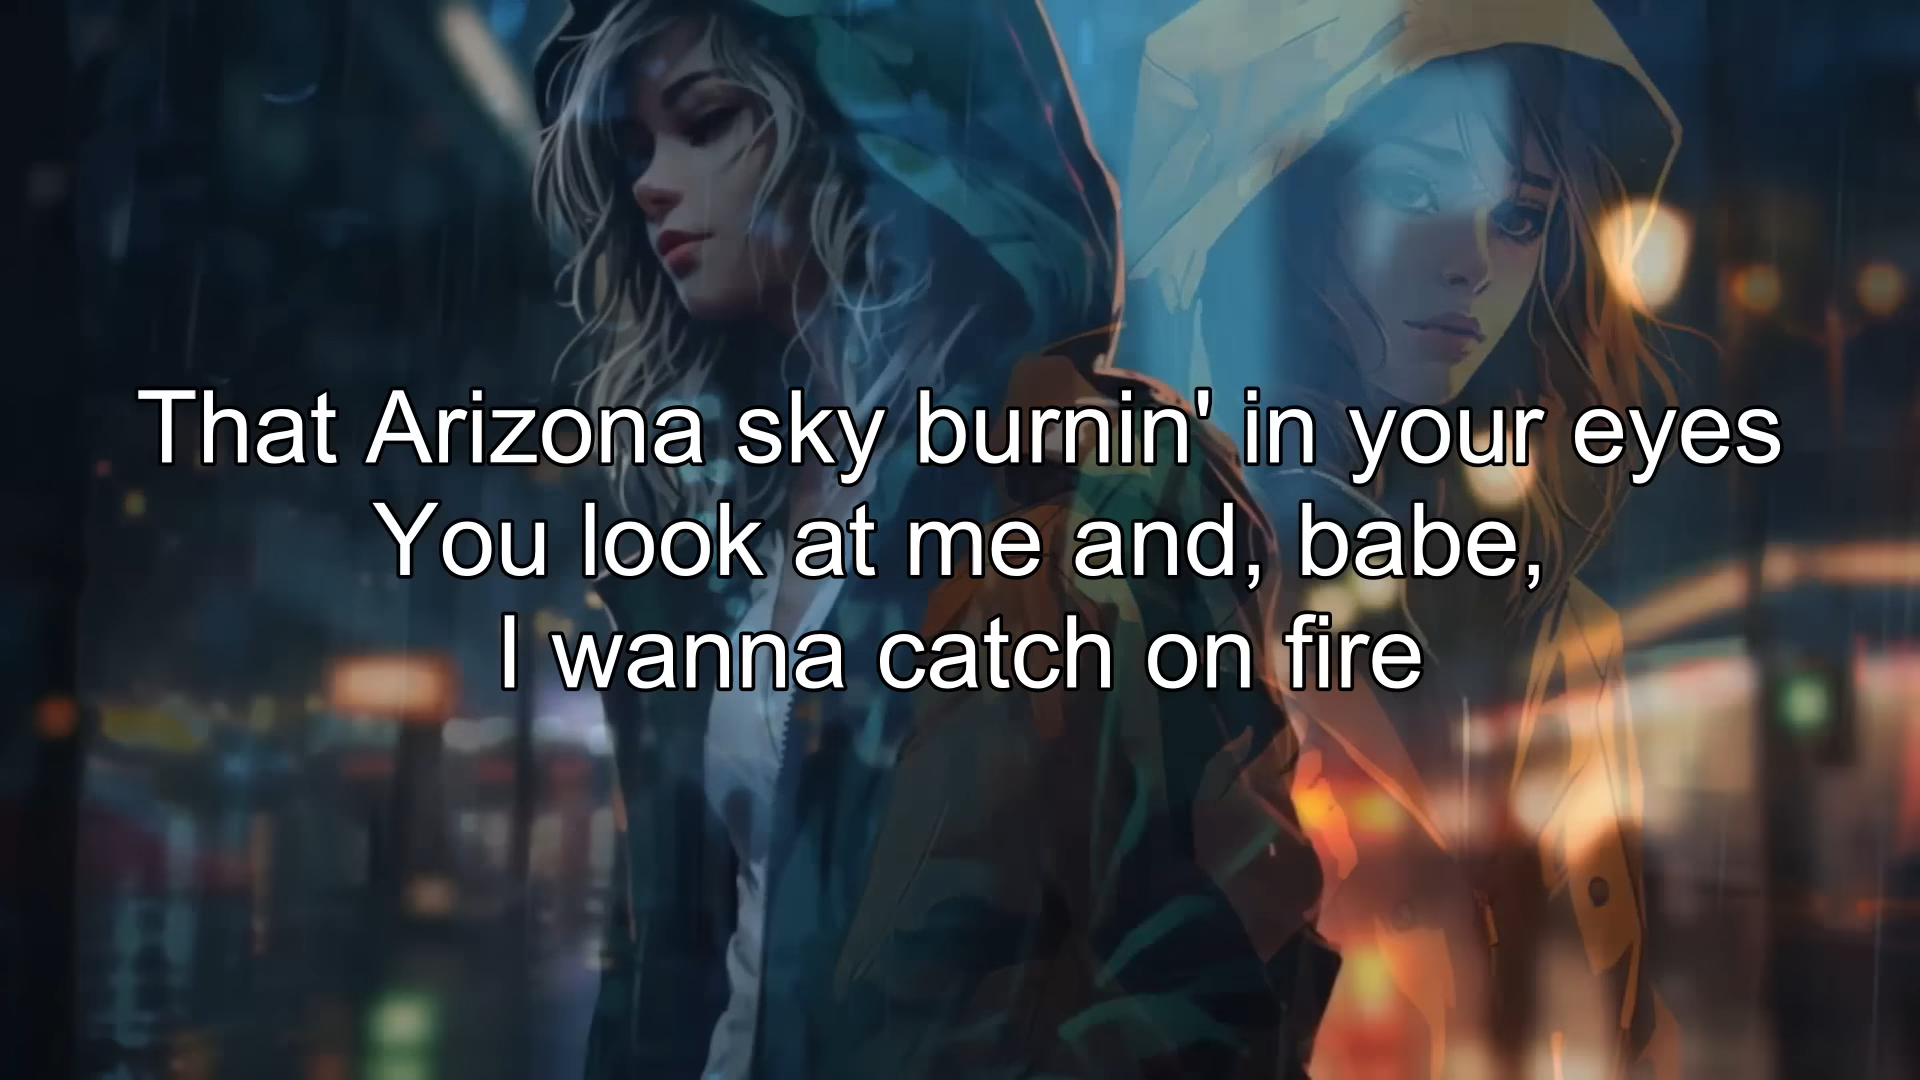 That Arizona sky burnin' in your eyes
You look at me and, babe,
I wanna catch on fire